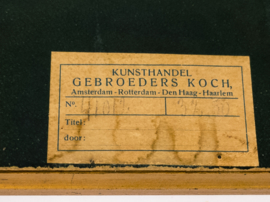 KUNSTHANDEL
GEBROEDERS KOCH,
Amsterdam - Rotterdam - Den Haag - Haarlem
No.
Titel:
door: